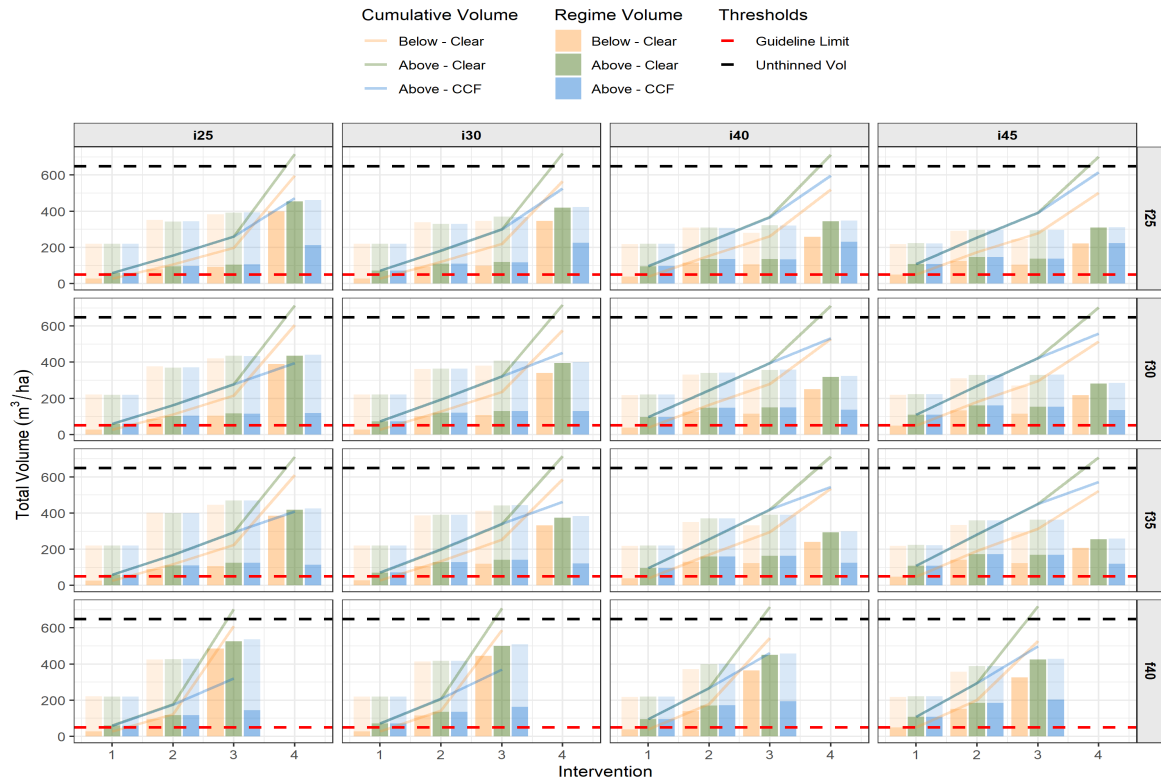 Cumulative Volume Regime Volume Thresholds
Below - Clear Below - Clear Guideline Limit
Above - Clear Above - Clear Unthinned Vol
Above - CCF Above - CCF
i25 i30 i40 i45
Total Volume (m³/ha)
600
400
200
0
f25
600
400
200
0
f30
600
400
200
0
f35
600
400
200
0
f40
1 2 3 4 1 2 3 4 1 2 3 4 1 2 3 4
Intervention